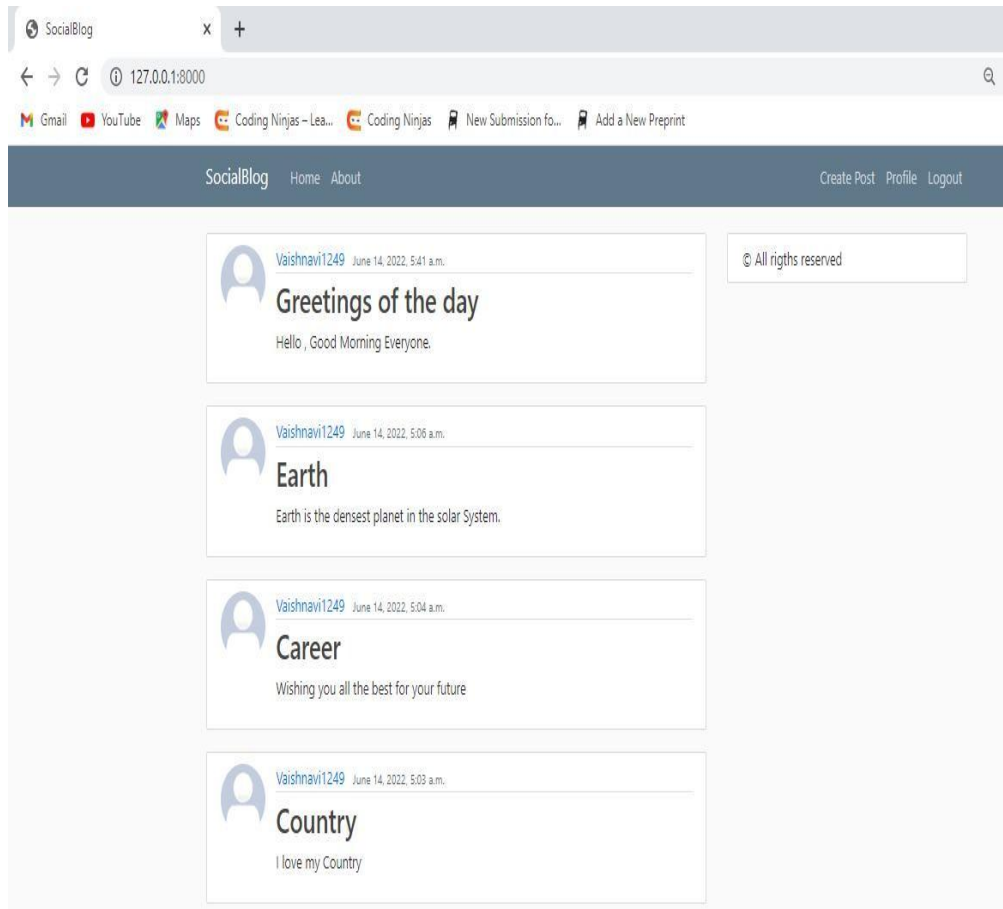 SocialBlog
127.0.0.1:8000
Gmail YouTube Maps Coding Ninjas – Lea... Coding Ninjas New Submission fo... Add a New Preprint
SocialBlog Home About Create Post Profile Logout
Vaishnavi1249 June 14, 2022, 5:41 a.m.
Greetings of the day
Hello , Good Morning Everyone.
© All rigths reserved
Vaishnavi1249 June 14, 2022, 5:06 a.m.
Earth
Earth is the densest planet in the solar System.
Vaishnavi1249 June 14, 2022, 5:04 a.m.
Career
Wishing you all the best for your future
Vaishnavi1249 June 14, 2022, 5:03 a.m.
Country
I love my Country